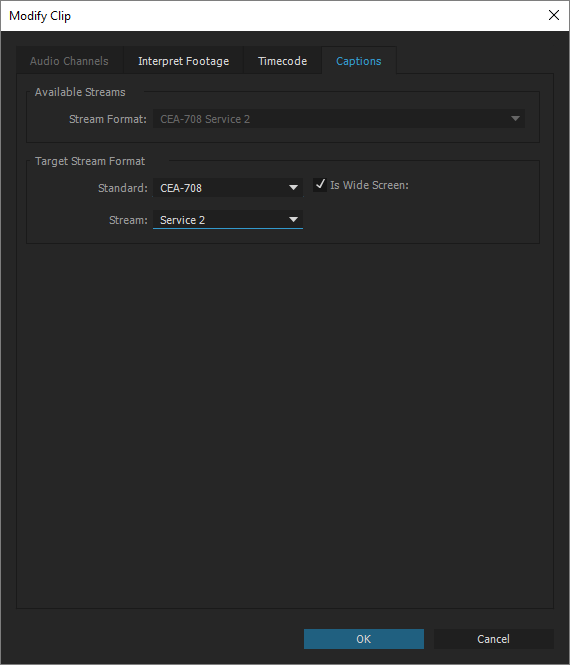 Modify Clip
Audio Channels Interpret Footage Timecode Captions
Available Streams
Stream Format: CEA-708 Service 2
Target Stream Format
Standard: CEA-708 Is Wide Screen:
Stream: Service 2
OK Cancel